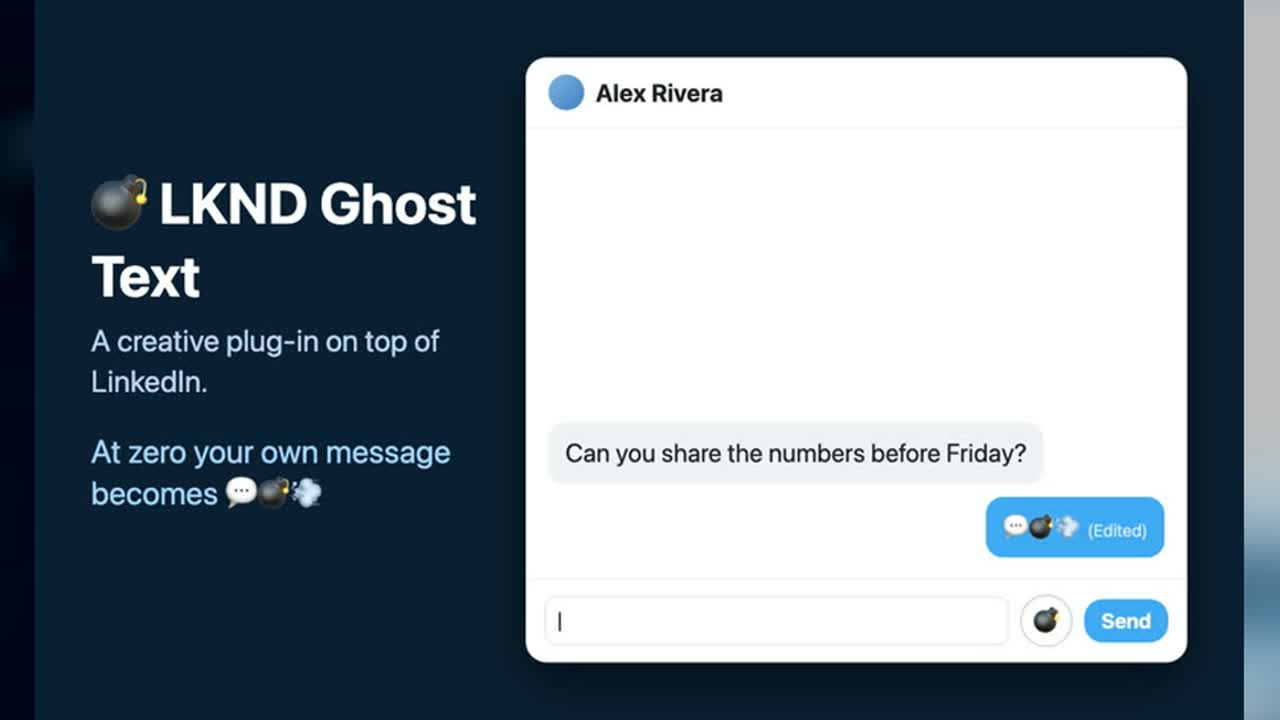 💣 LKND Ghost
Text
A creative plug-in on top of
LinkedIn.
At zero your own message
becomes 💬💣💨
Alex Rivera
Can you share the numbers before Friday?
💬💣💨 (Edited)
Send